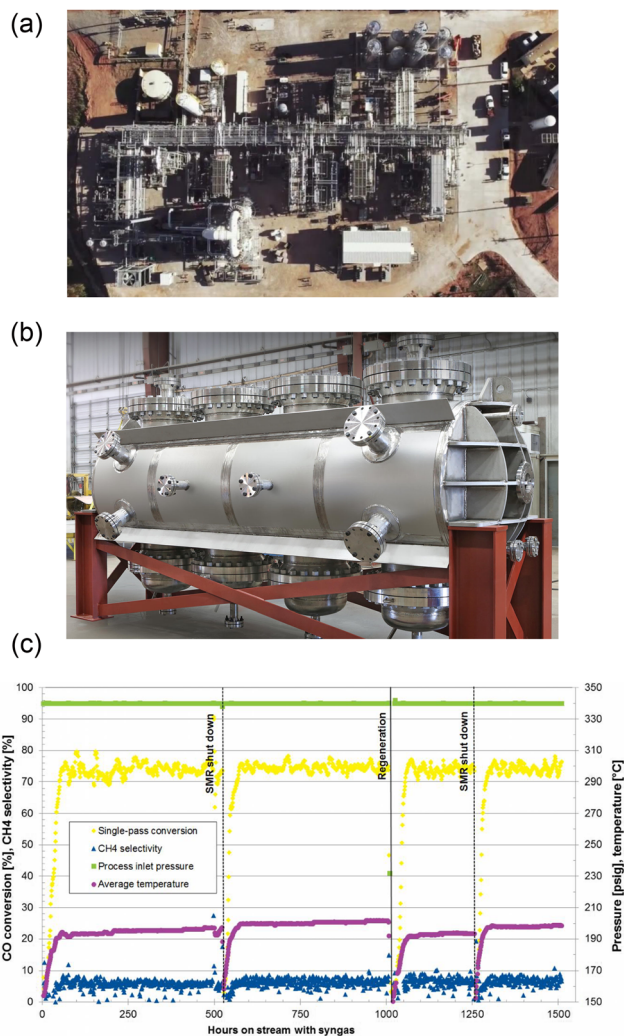 (a)
(b)
(c)
CO conversion [%], CH4 selectivity [%]
100
90
80
70
60
50
40
30
20
10
0
SMR shut down
Regeneration
SMR shut down
Single-pass conversion
CH4 selectivity
Process inlet pressure
Average temperature
350
330
310
290
270
250
230
210
190
170
150
Pressure [psig], temperature [°C]
0
250
500
750
1000
1250
1500
Hours on stream with syngas